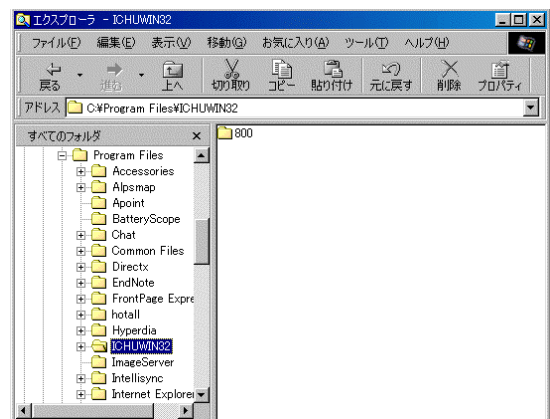 エクスプローラ - ICHUWIN32
ファイル(F) 編集(E) 表示(V) 移動(G) お気に入り(A) ツール(T) ヘルプ(H)
戻る 進む 上へ 切り取り コピー 貼り付け 元に戻す 削除 プロパティ
アドレス C:¥Program Files¥ICHUWIN32
すべてのフォルダ ×
800
Program Files
Accessories
Alpsmap
Apoint
BatteryScope
Chat
Common Files
Directx
EndNote
FrontPage Expre
hotall
Hyperdia
ICHUWIN32
ImageServer
Intellisync
Internet Explorer